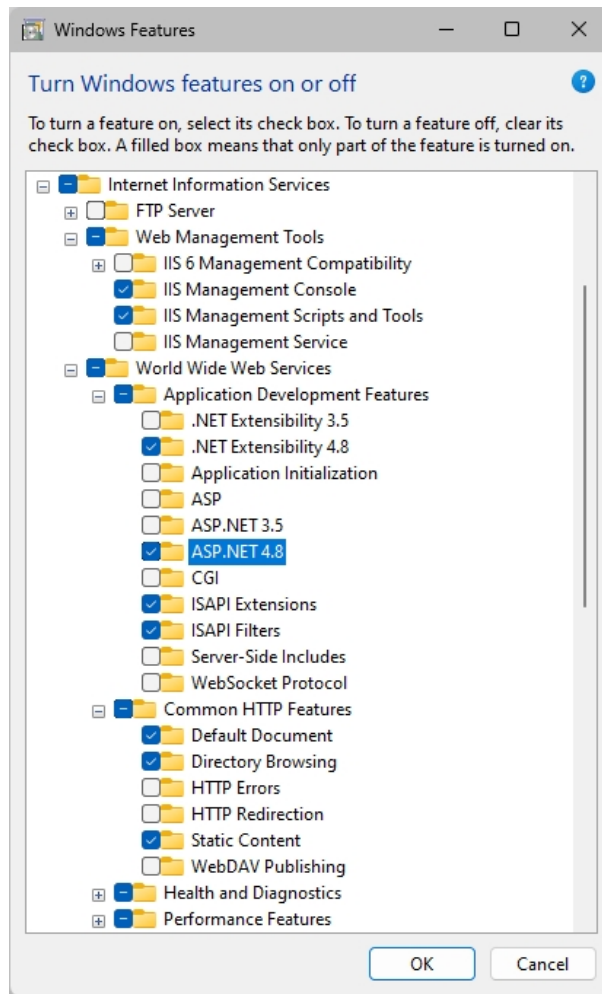 Windows Features
Turn Windows features on or off
?
To turn a feature on, select its check box. To turn a feature off, clear its
check box. A filled box means that only part of the feature is turned on.
Internet Information Services
FTP Server
Web Management Tools
IIS 6 Management Compatibility
IIS Management Console
IIS Management Scripts and Tools
IIS Management Service
World Wide Web Services
Application Development Features
.NET Extensibility 3.5
.NET Extensibility 4.8
Application Initialization
ASP
ASP.NET 3.5
ASP.NET 4.8
CGI
ISAPI Extensions
ISAPI Filters
Server-Side Includes
WebSocket Protocol
Common HTTP Features
Default Document
Directory Browsing
HTTP Errors
HTTP Redirection
Static Content
WebDAV Publishing
Health and Diagnostics
Performance Features
OK Cancel